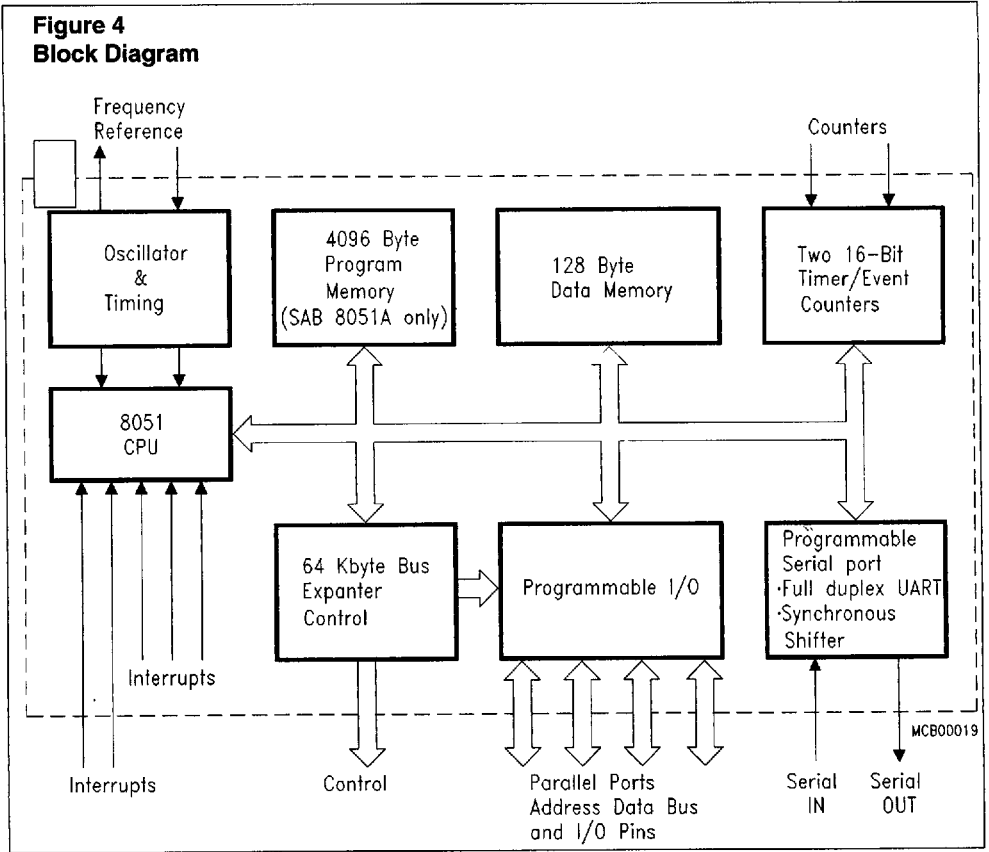 Figure 4
Block Diagram
Frequency
Reference
Counters
Oscillator
&
Timing
4096 Byte
Program
Memory
(SAB 8051A only)
128 Byte
Data Memory
Two 16-Bit
Timer/Event
Counters
8051
CPU
64 Kbyte Bus
Expanter
Control
Programmable I/O
Programmable
Serial port
·Full duplex UART
·Synchronous
Shifter
Interrupts
MCB00019
Interrupts
Control
Parallel Ports
Address Data Bus
and I/O Pins
Serial
IN
Serial
OUT